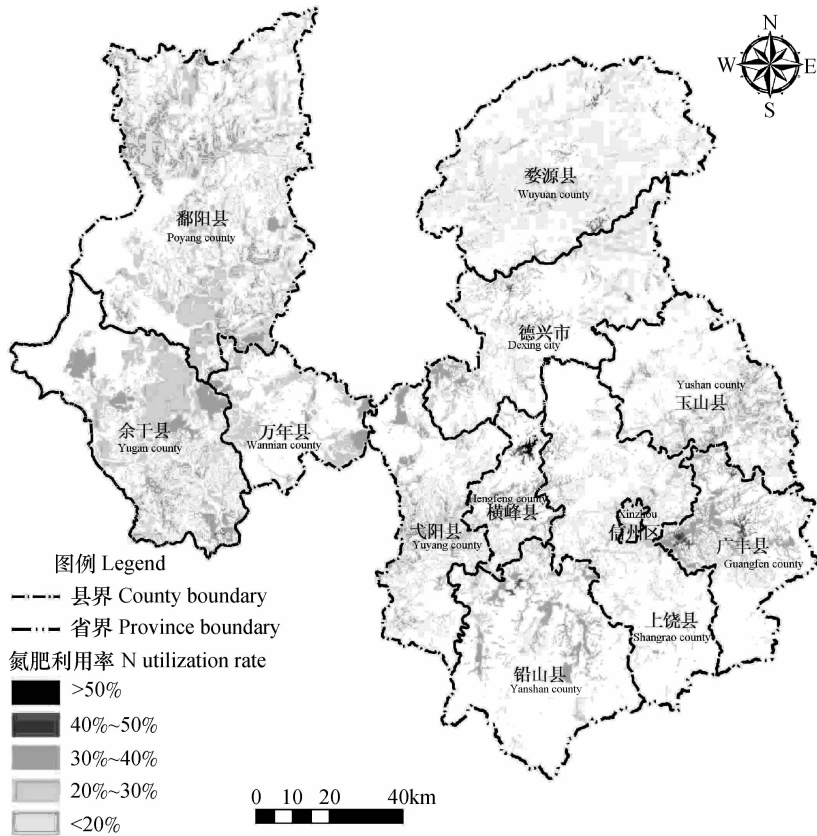 N
W
E
S
婺源县
Wuyuan county
鄱阳县
Poyang county
德兴市
Dexing city
Yushan county
玉山县
余干县
Yugan county
万年县
Wannian county
Hengfeng county
横峰县
弋阳县
Yuyang county
Xinzhou
信州区
广丰县
Guangfen county
上饶县
Shangrao county
铅山县
Yanshan county
图例 Legend
县界 County boundary
省界 Province boundary
氮肥利用率 N utilization rate
>50%
40%~50%
30%~40%
20%~30%
<20%
0 10 20 40km